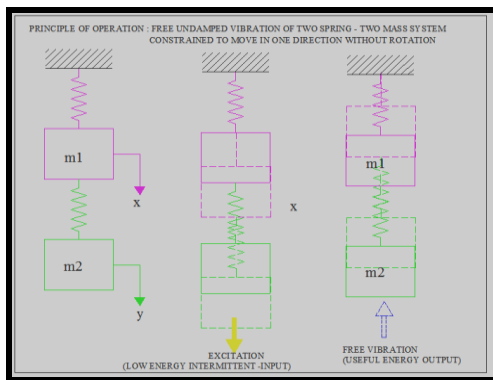 PRINCIPLE OF OPERATION : FREE UNDAMPED VIBRATION OF TWO SPRING - TWO MASS SYSTEM
CONSTRAINED TO MOVE IN ONE DIRECTION WITHOUT ROTATION
m1
x
m2
y
x
EXCITATION
(LOW ENERGY INTERMITTENT -INPUT)
m1
m2
FREE VIBRATION
(USEFUL ENERGY OUTPUT)